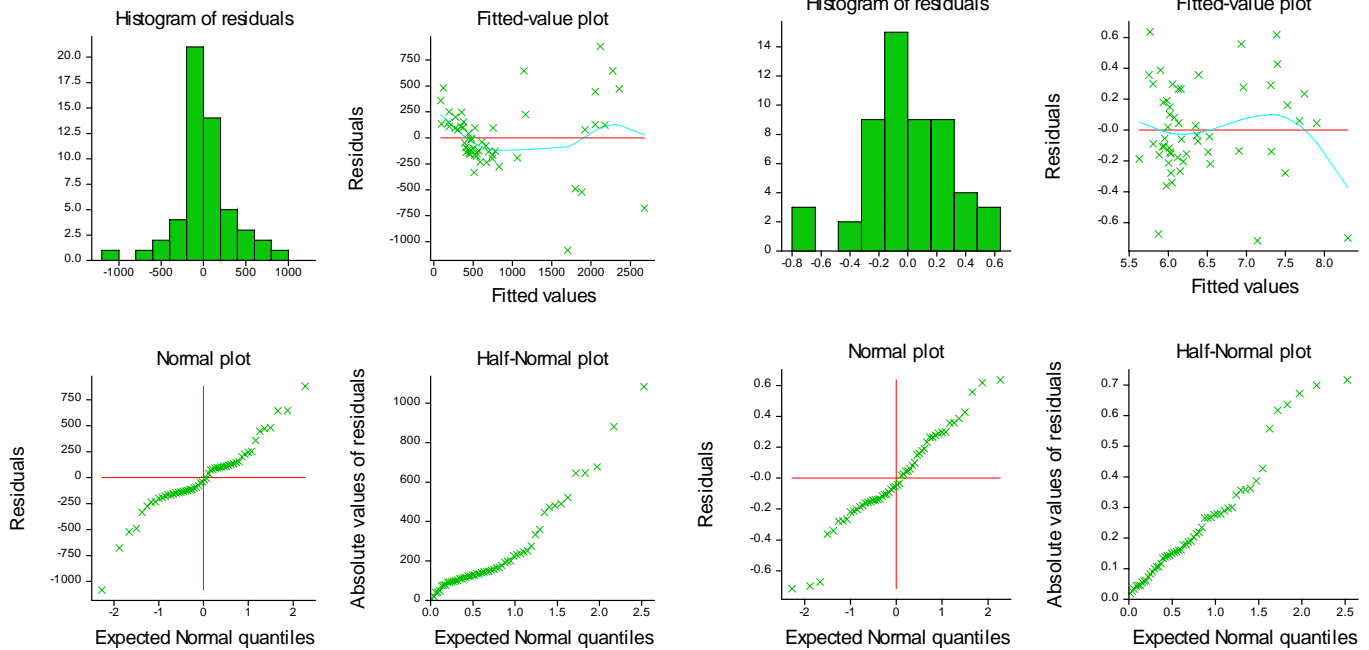 Histogram of residuals
20.0
17.5
15.0
12.5
10.0
7.5
5.0
2.5
0.0
-1000 -500 0 500 1000
Fitted-value plot
Residuals
750
500
250
0
-250
-500
-750
-1000
0 500 1000 1500 2000 2500
Fitted values
Normal plot
Residuals
750
500
250
0
-250
-500
-750
-1000
-2 -1 0 1 2
Expected Normal quantiles
Half-Normal plot
Absolute values of residuals
1000
800
600
400
200
0
0.0 0.5 1.0 1.5 2.0 2.5
Expected Normal quantiles
Histogram of residuals
14
12
10
8
6
4
2
0
-0.8 -0.6 -0.4 -0.2 0.0 0.2 0.4 0.6
Fitted-value plot
Residuals
0.6
0.4
0.2
-0.0
-0.2
-0.4
-0.6
5.5 6.0 6.5 7.0 7.5 8.0
Fitted values
Normal plot
Residuals
0.6
0.4
0.2
-0.0
-0.2
-0.4
-0.6
-2 -1 0 1 2
Expected Normal quantiles
Half-Normal plot
Absolute values of residuals
0.7
0.6
0.5
0.4
0.3
0.2
0.1
0.0
0.0 0.5 1.0 1.5 2.0 2.5
Expected Normal quantiles